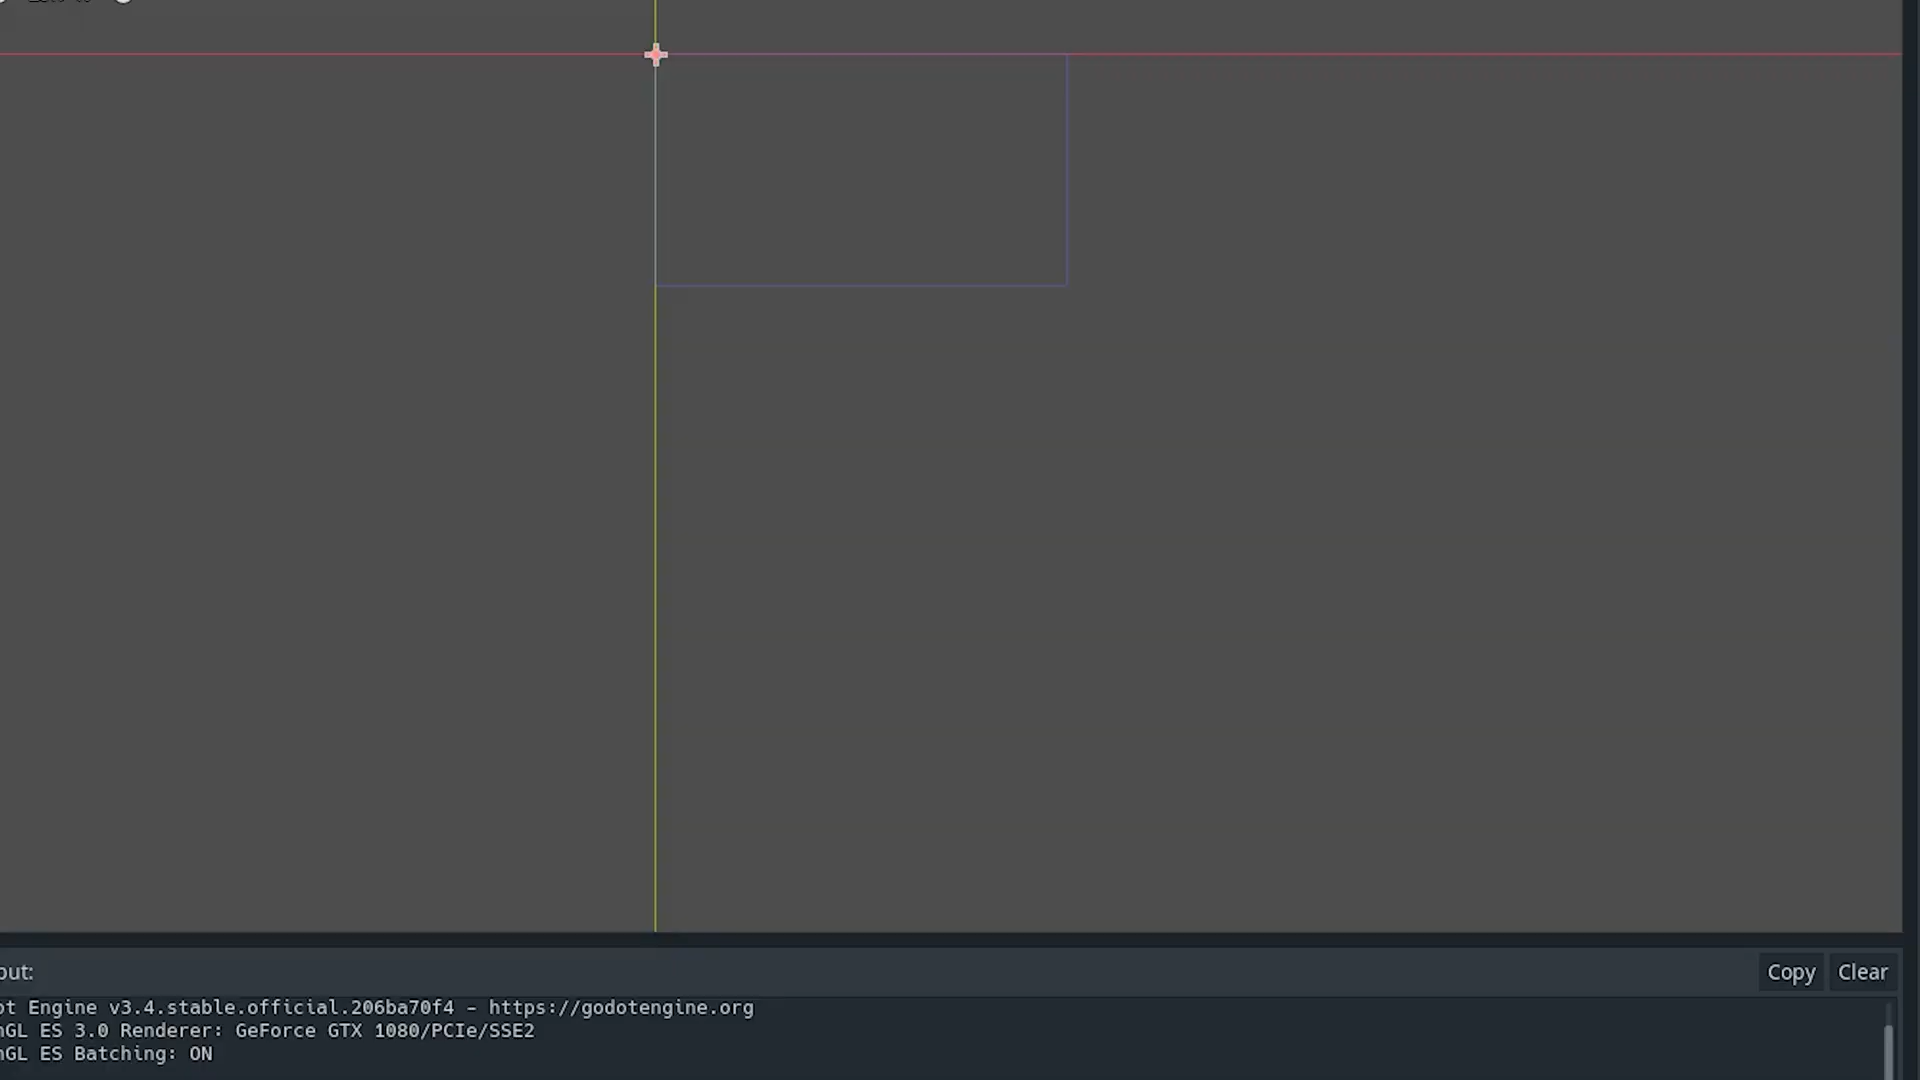 put:
Copy Clear
ot Engine v3.4.stable.official.206ba70f4 - https://godotengine.org
nGL ES 3.0 Renderer: GeForce GTX 1080/PCIe/SSE2
nGL ES Batching: ON